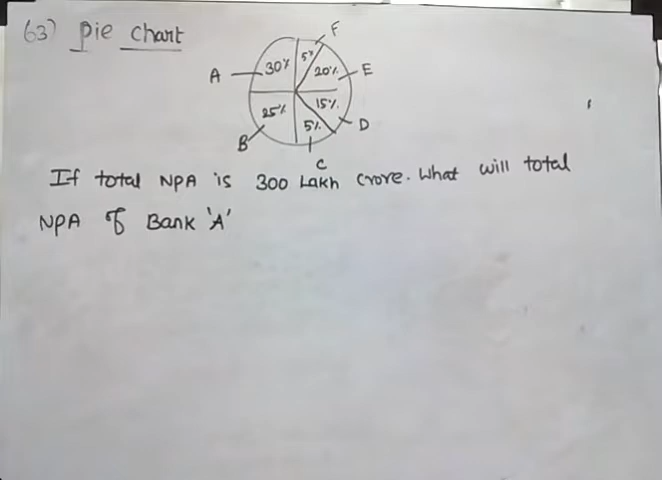 63) Pie chart
F
A 30% 5% 20% E
25% 15%
B 5% D
C
If total NPA is 300 Lakh Crore. What will total
NPA of Bank 'A'